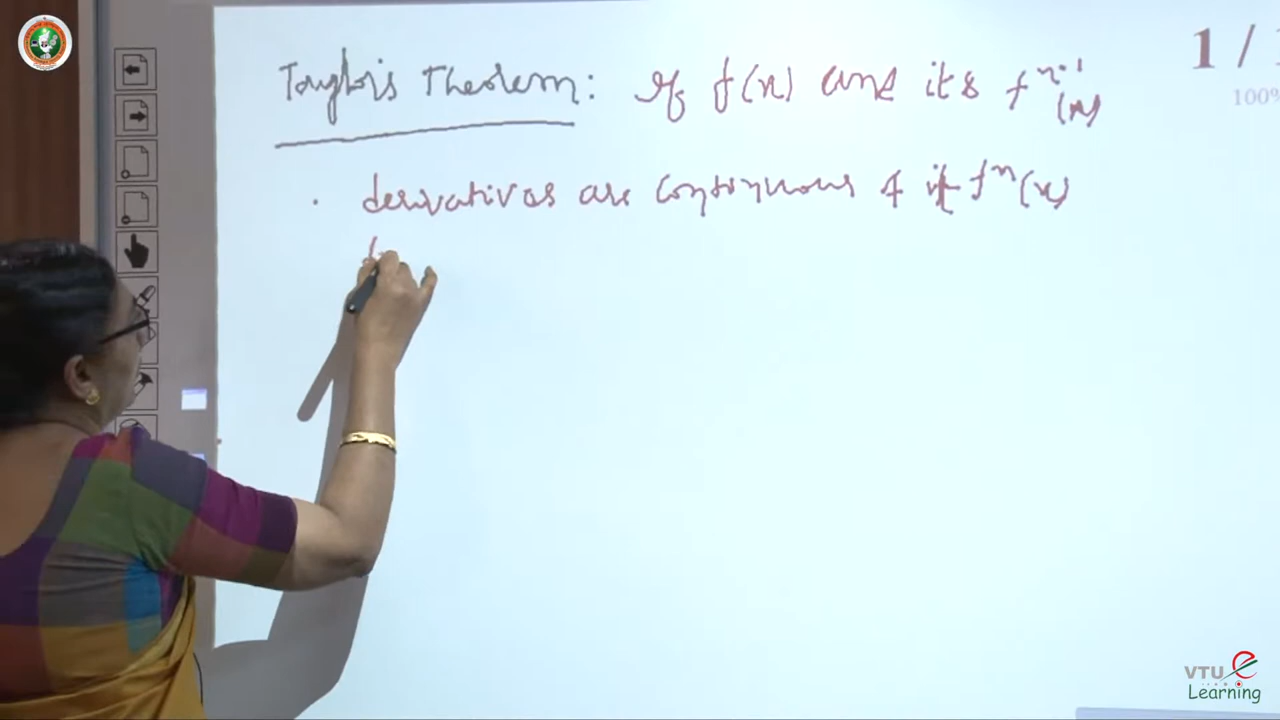 Taylor's Theorem: If f(x) and its f^n-1(x)
derivatives are continuous & if f^n(x)
1 /
100%
VTU e
Learning